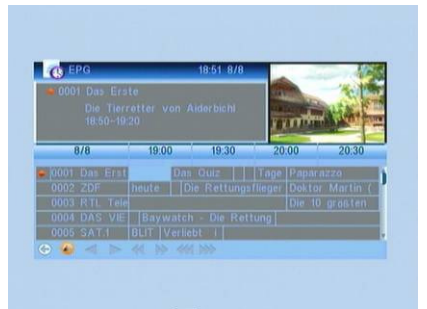 EPG 18:51 8/8
0001 Das Erste
Die Tierretter von Aiderbichl
18:50-19:20
8/8 19:00 19:30 20:00 20:30
0001 Das Erst Das Quiz Tage Paparazzo
0002 ZDF heute Die Rettungsflieger Doktor Martin (
0003 RTL Tele Die 10 größten
0004 DAS VIE Baywatch - Die Rettung
0005 SAT.1 BLIT Verliebt i